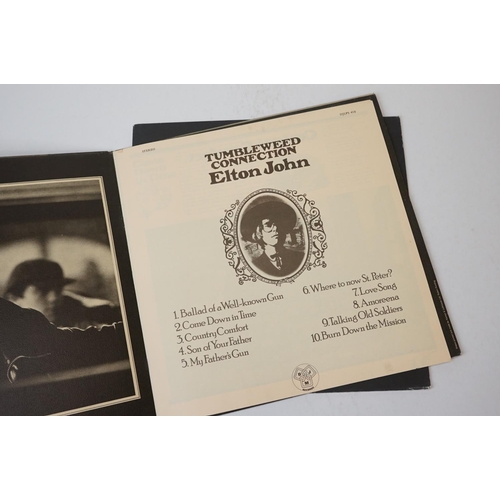 STEREO
TUMBLEWEED
CONNECTION
Elton John
1. Ballad of a Well-known Gun
2. Come Down in Time
3. Country Comfort
4. Son of Your Father
5. My Father's Gun
6. Where to now St. Peter?
7. Love Song
8. Amoreena
9. Talking Old Soldiers
10. Burn Down the Mission